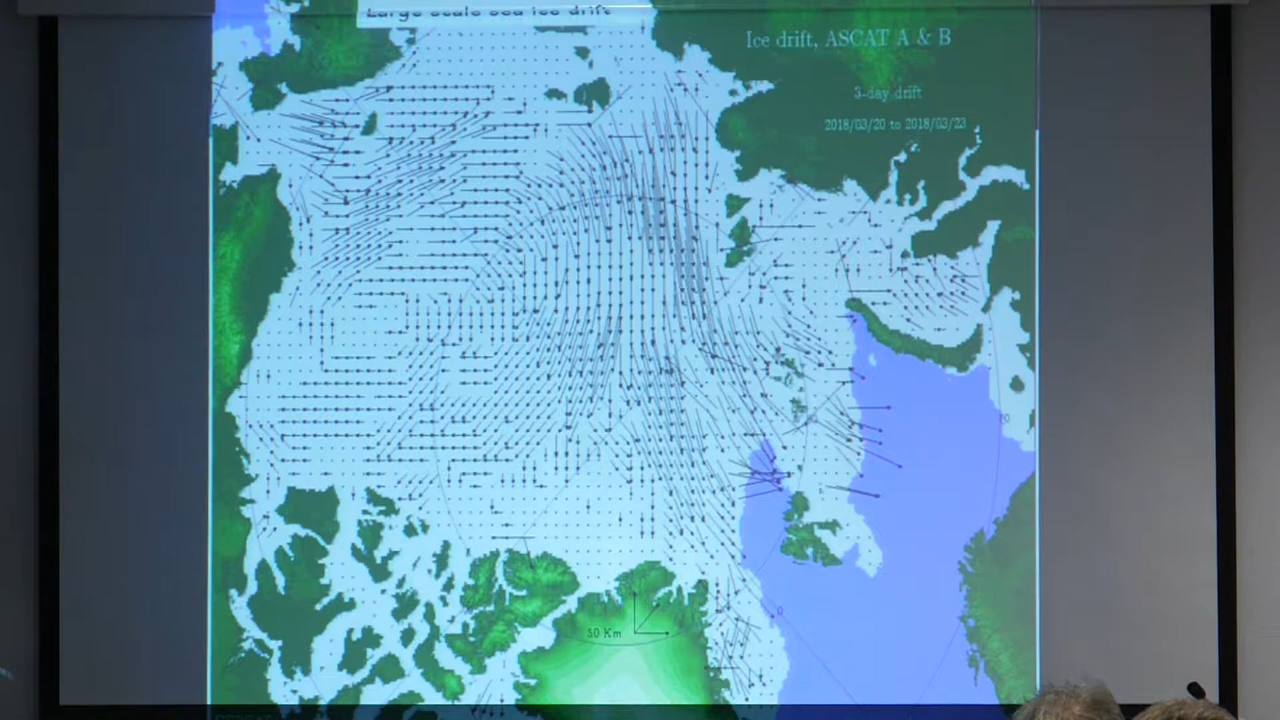 Large scale sea ice drift
Ice drift, ASCAT A & B
3-day drift
2018/03/20 to 2018/03/23
0
50 Km